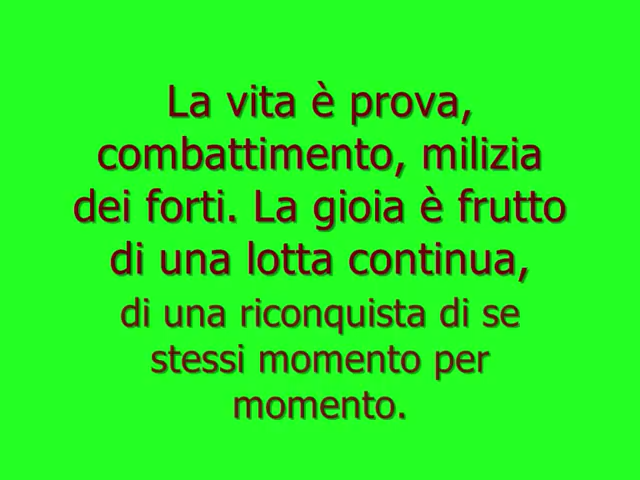 La vita è prova,
combattimento, milizia
dei forti. La gioia è frutto
di una lotta continua,
di una riconquista di se
stessi momento per
momento.